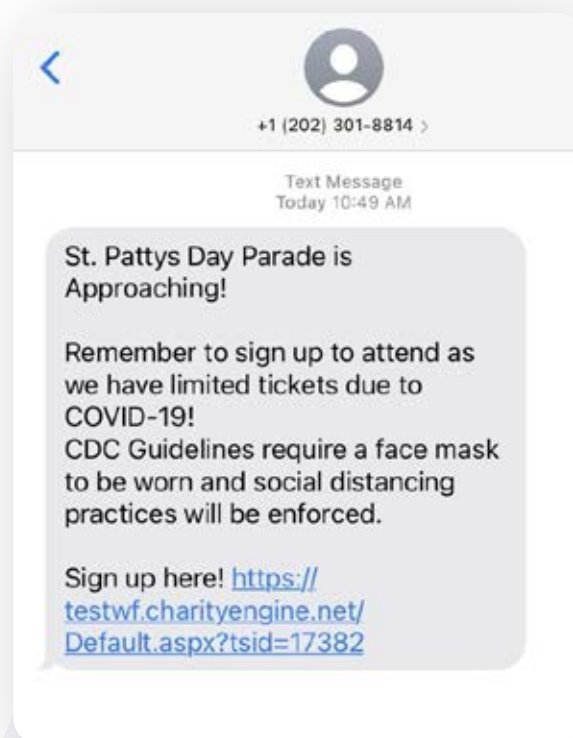 +1 (202) 301-8814 >
Text Message
Today 10:49 AM
St. Pattys Day Parade is
Approaching!
Remember to sign up to attend as
we have limited tickets due to
COVID-19!
CDC Guidelines require a face mask
to be worn and social distancing
practices will be enforced.
Sign up here! https://
testwf.charityengine.net/
Default.aspx?tsid=17382